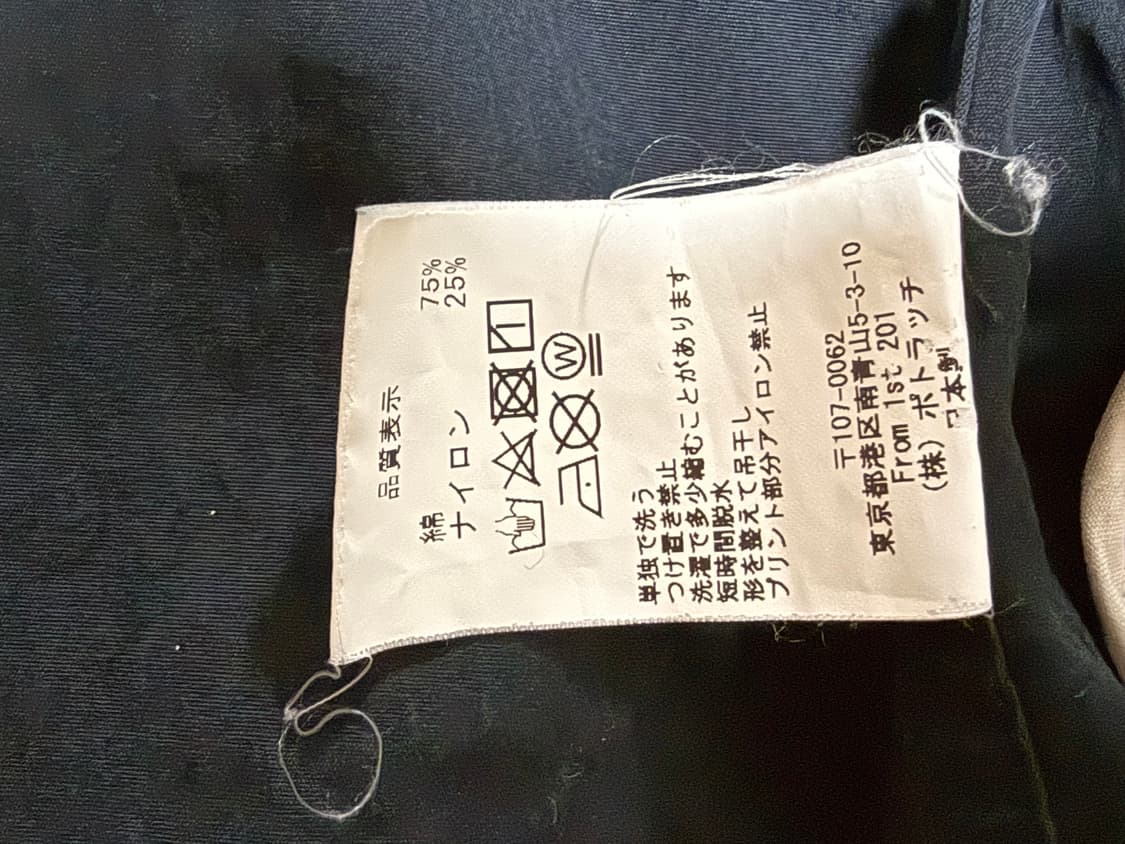 品質表示
綿 75%
ナイロン 25%
W
単独で洗う
つけ置き禁止
洗濯で多少縮むことがあります
短時間脱水
形を整えて吊干し
プリント部分アイロン禁止
〒107-0062
東京都港区南青山5-3-10
From 1st 201
(株) ポトラッチ
日本製